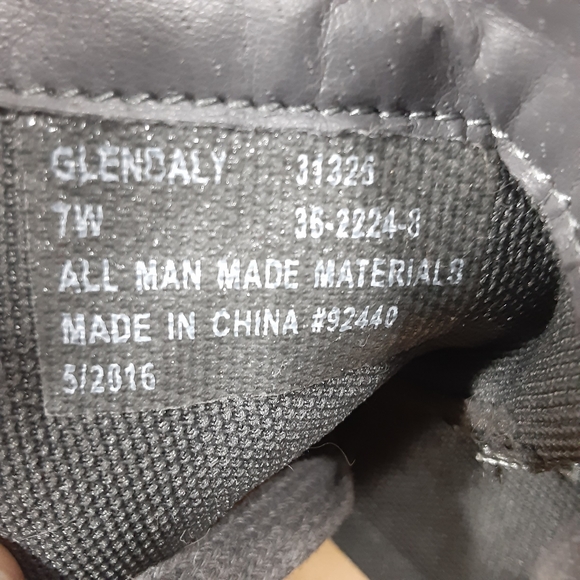 GLENDALY 31326
7W 36-2224-8
ALL MAN MADE MATERIALS
MADE IN CHINA #92440
5/2016